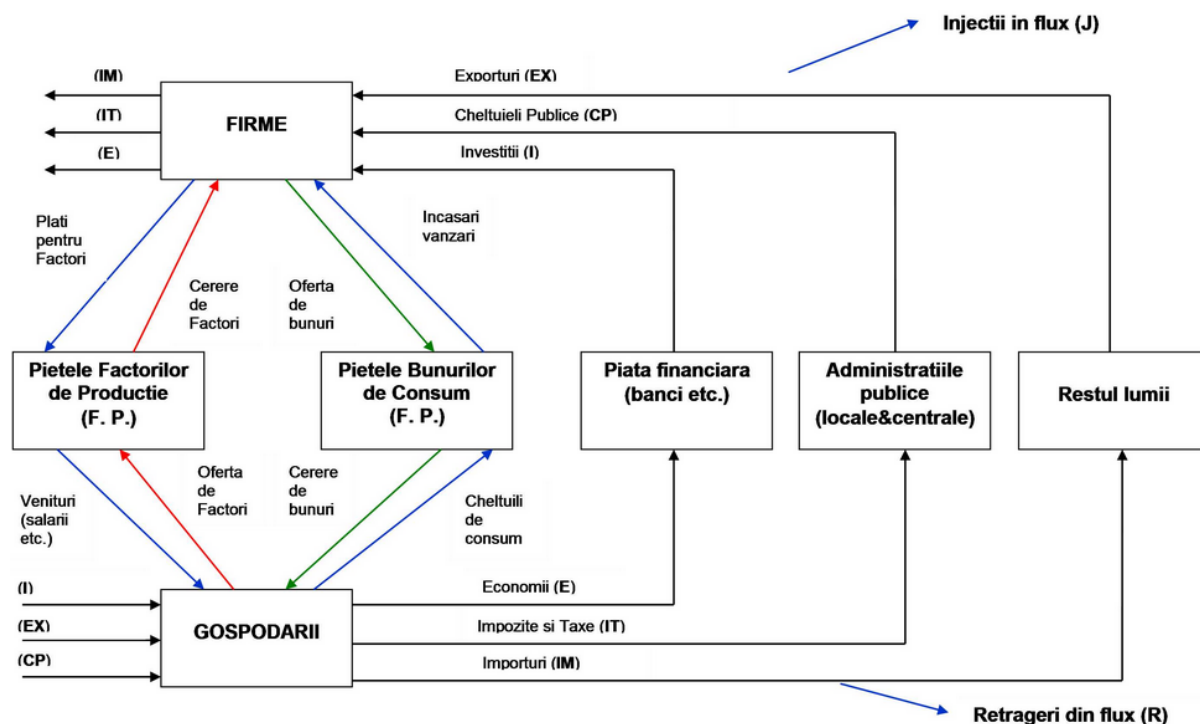 Injectii in flux (J)
(IM)
Exporturi (EX)
(IT)
FIRME
Cheltuieli Publice (CP)
(E)
Investitii (I)
Plati
pentru
Factori
Incasari
vanzari
Cerere
de
Factori
Oferta
de
bunuri
Pietele Factorilor
de Productie
(F. P.)
Pietele Bunurilor
de Consum
(F. P.)
Piata financiara
(banci etc.)
Administratiile
publice
(locale&centrale)
Restul lumii
Venituri
(salarii
etc.)
Oferta
de
Factori
Cerere
de
bunuri
Cheltuili
de
consum
(I)
Economii (E)
(EX)
GOSPODARII
Impozite si Taxe (IT)
(CP)
Importuri (IM)
Retrageri din flux (R)